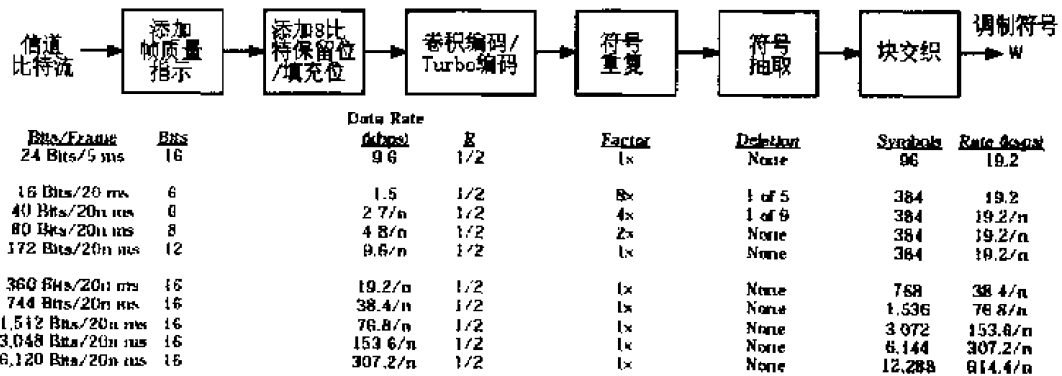 信道
比特流
添加
帧质量
指示
添加8比
特保留位
/填充位
卷积编码/
Turbo编码
符号
重复
符号
抽取
块交织
调制符号
W
Bits/Frame Bits Data Rate (kbps) R Factor Deletion Symbols Rate (ksps)
24 Bits/5 ms 16 9.6 1/2 1x None 96 19.2
16 Bits/20 ms 6 1.5 1/2 8x 1 of 5 384 19.2
40 Bits/20n ms 6 2.7/n 1/2 4x 1 of 9 384 19.2/n
80 Bits/20n ms 8 4.8/n 1/2 2x None 384 19.2/n
172 Bits/20n ms 12 9.6/n 1/2 1x None 384 19.2/n
360 Bits/20n ms 16 19.2/n 1/2 1x None 768 38.4/n
744 Bits/20n ms 16 38.4/n 1/2 1x None 1,536 76.8/n
1,512 Bits/20n ms 16 76.8/n 1/2 1x None 3,072 153.6/n
3,048 Bits/20n ms 16 153.6/n 1/2 1x None 6,144 307.2/n
6,120 Bits/20n ms 16 307.2/n 1/2 1x None 12,288 614.4/n